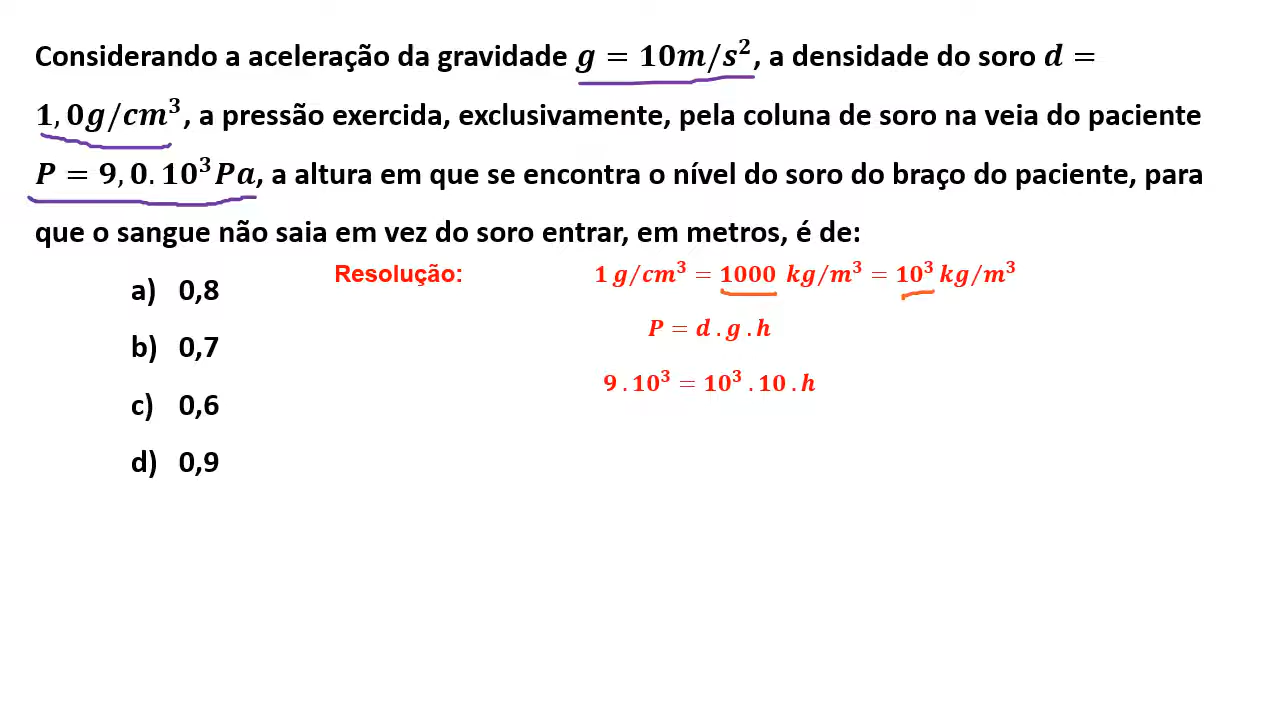 Considerando a aceleração da gravidade g = 10m/s², a densidade do soro d =
1,0g/cm³, a pressão exercida, exclusivamente, pela coluna de soro na veia do paciente
P = 9,0.10³Pa, a altura em que se encontra o nível do soro do braço do paciente, para
que o sangue não saia em vez do soro entrar, em metros, é de:
Resolução: 1 g/cm³ = 1000 kg/m³ = 10³ kg/m³
a) 0,8
P = d . g . h
b) 0,7
9 . 10³ = 10³ . 10 . h
c) 0,6
d) 0,9